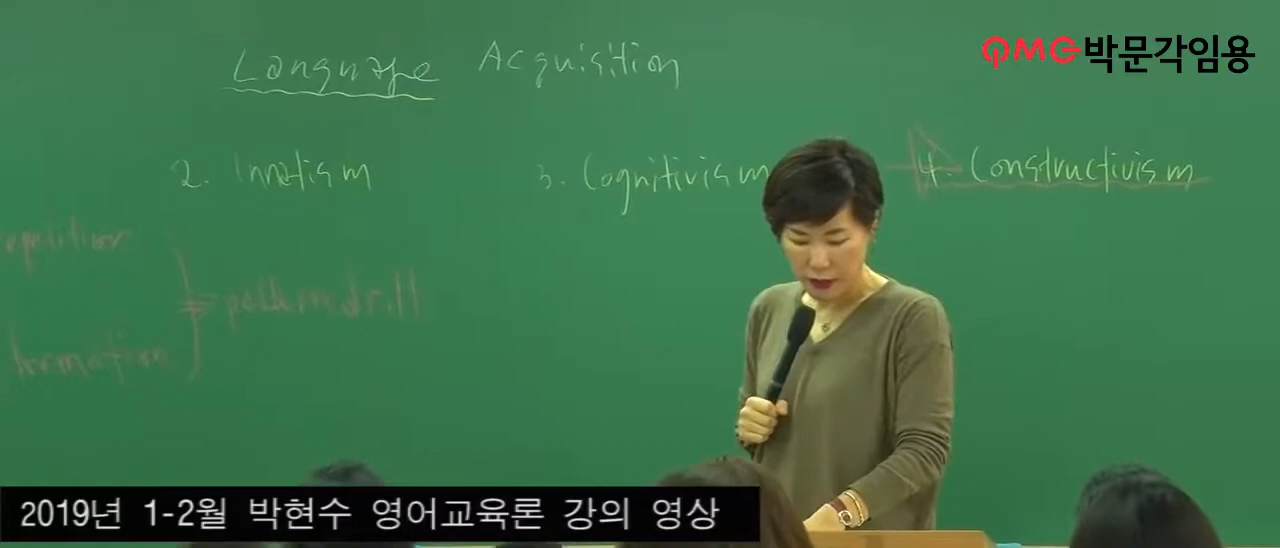 PMG박문각임용
Language Acquisition
2. Innatism 3. Cognitivism 4. Constructivism
pattern drill
2019년 1-2월 박현수 영어교육론 강의 영상